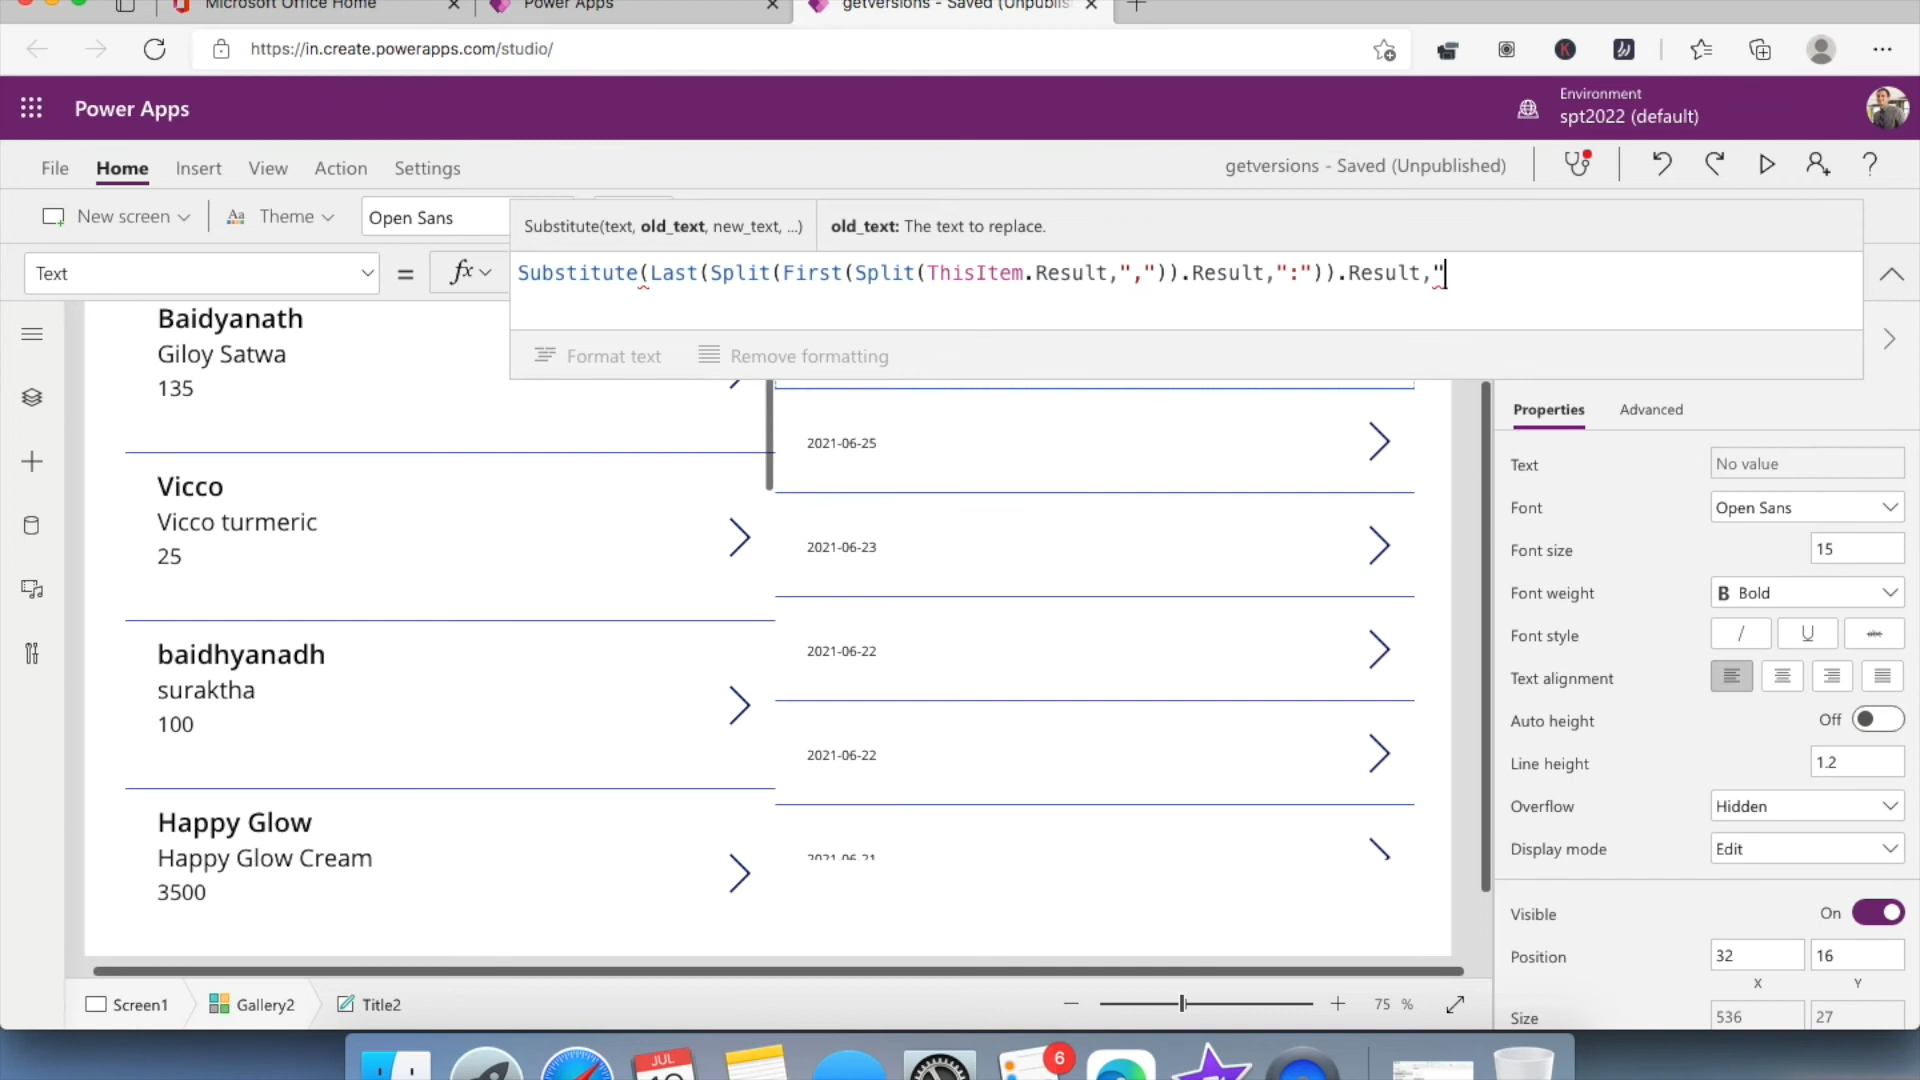 Microsoft Office Home
Power Apps
getversions - Saved (Unpublis
https://in.create.powerapps.com/studio/
Power Apps
Environment
spt2022 (default)
File Home Insert View Action Settings
getversions - Saved (Unpublished)
New screen
Theme
Open Sans
Substitute(text, old_text, new_text, ...)
old_text: The text to replace.
Text
=
fx
Substitute(Last(Split(First(Split(ThisItem.Result,",")).Result,":")).Result,"
Format text
Remove formatting
Baidyanath
Giloy Satwa
135
Vicco
Vicco turmeric
25
baidhyanadh
suraktha
100
Happy Glow
Happy Glow Cream
3500
2021-06-25
2021-06-23
2021-06-22
2021-06-22
2021-06-21
Properties
Advanced
Text
No value
Font
Open Sans
Font size
15
Font weight
B Bold
Font style
/ U abc
Text alignment
Auto height
Off
Line height
1.2
Overflow
Hidden
Display mode
Edit
Visible
On
Position
32
16
X
Y
Size
536
27
Screen1
Gallery2
Title2
75 %
JUL
6